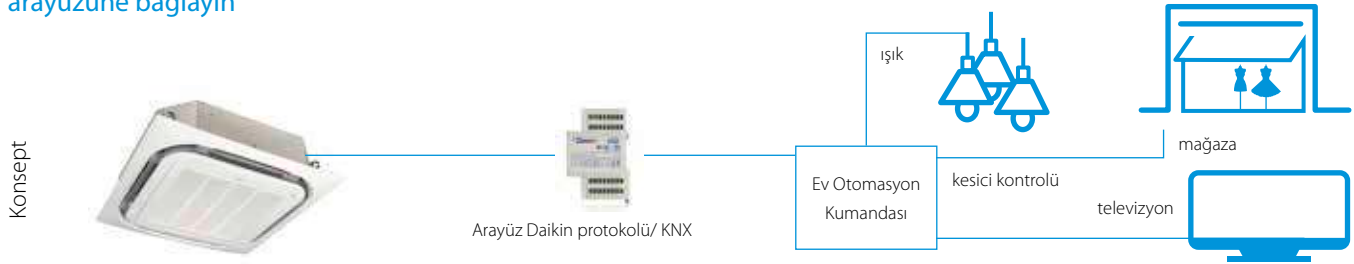 arayüzüne bağlayın
ışık
Konsept
mağaza
Ev Otomasyon
Kumandası
kesici kontrolü
televizyon
Arayüz Daikin protokolü/ KNX